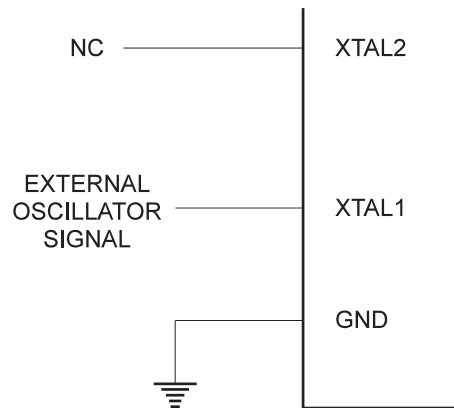 NC XTAL2
EXTERNAL
OSCILLATOR
SIGNAL
XTAL1
GND